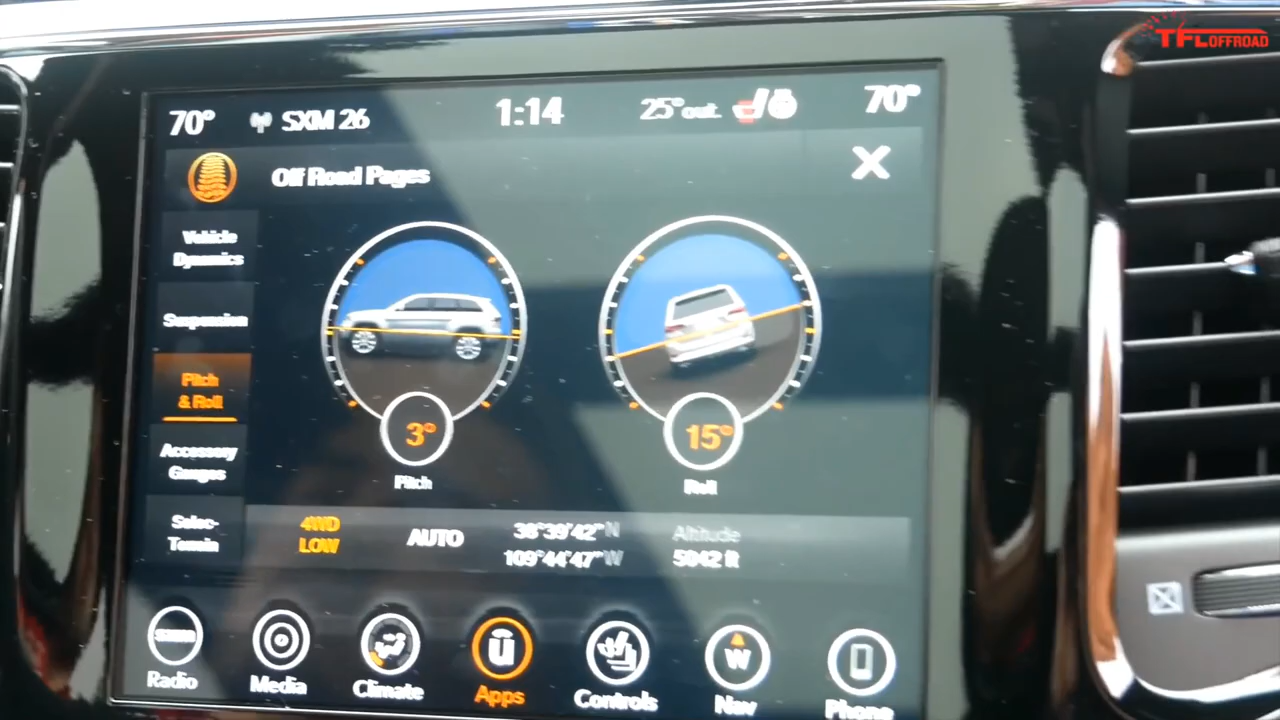 TFLOFFROAD
70°
SXM 26
1:14
25° out
70°
Off Road Pages
X
Vehicle
Dynamics
Suspension
Pitch
& Roll
Accessory
Gauges
Selec-
Terrain
3°
Pitch
15°
Roll
4WD
LOW
AUTO
38°39'42" N
109°44'47" W
Altitude
5042 ft
Radio
Media
Climate
Apps
Controls
W
Nav
Phone